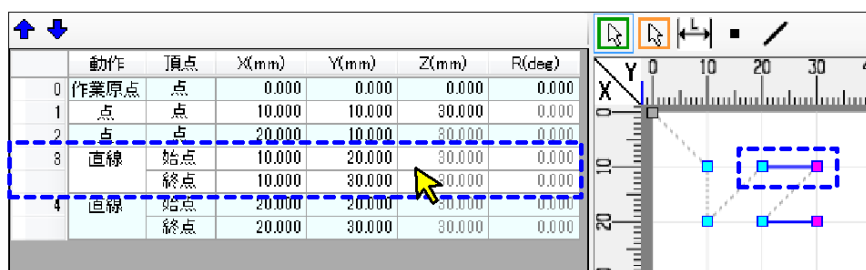 動作 頂点 X(mm) Y(mm) Z(mm) R(deg)
0 作業原点 点 0.000 0.000 0.000 0.000
1 点 点 10.000 10.000 30.000 0.000
2 点 点 20.000 10.000 30.000 0.000
3 直線 始点 10.000 20.000 30.000 0.000
終点 10.000 30.000 30.000 0.000
4 直線 始点 20.000 20.000 30.000 0.000
終点 20.000 30.000 30.000 0.000
L
Y 0 10 20 30
X
0
10
20